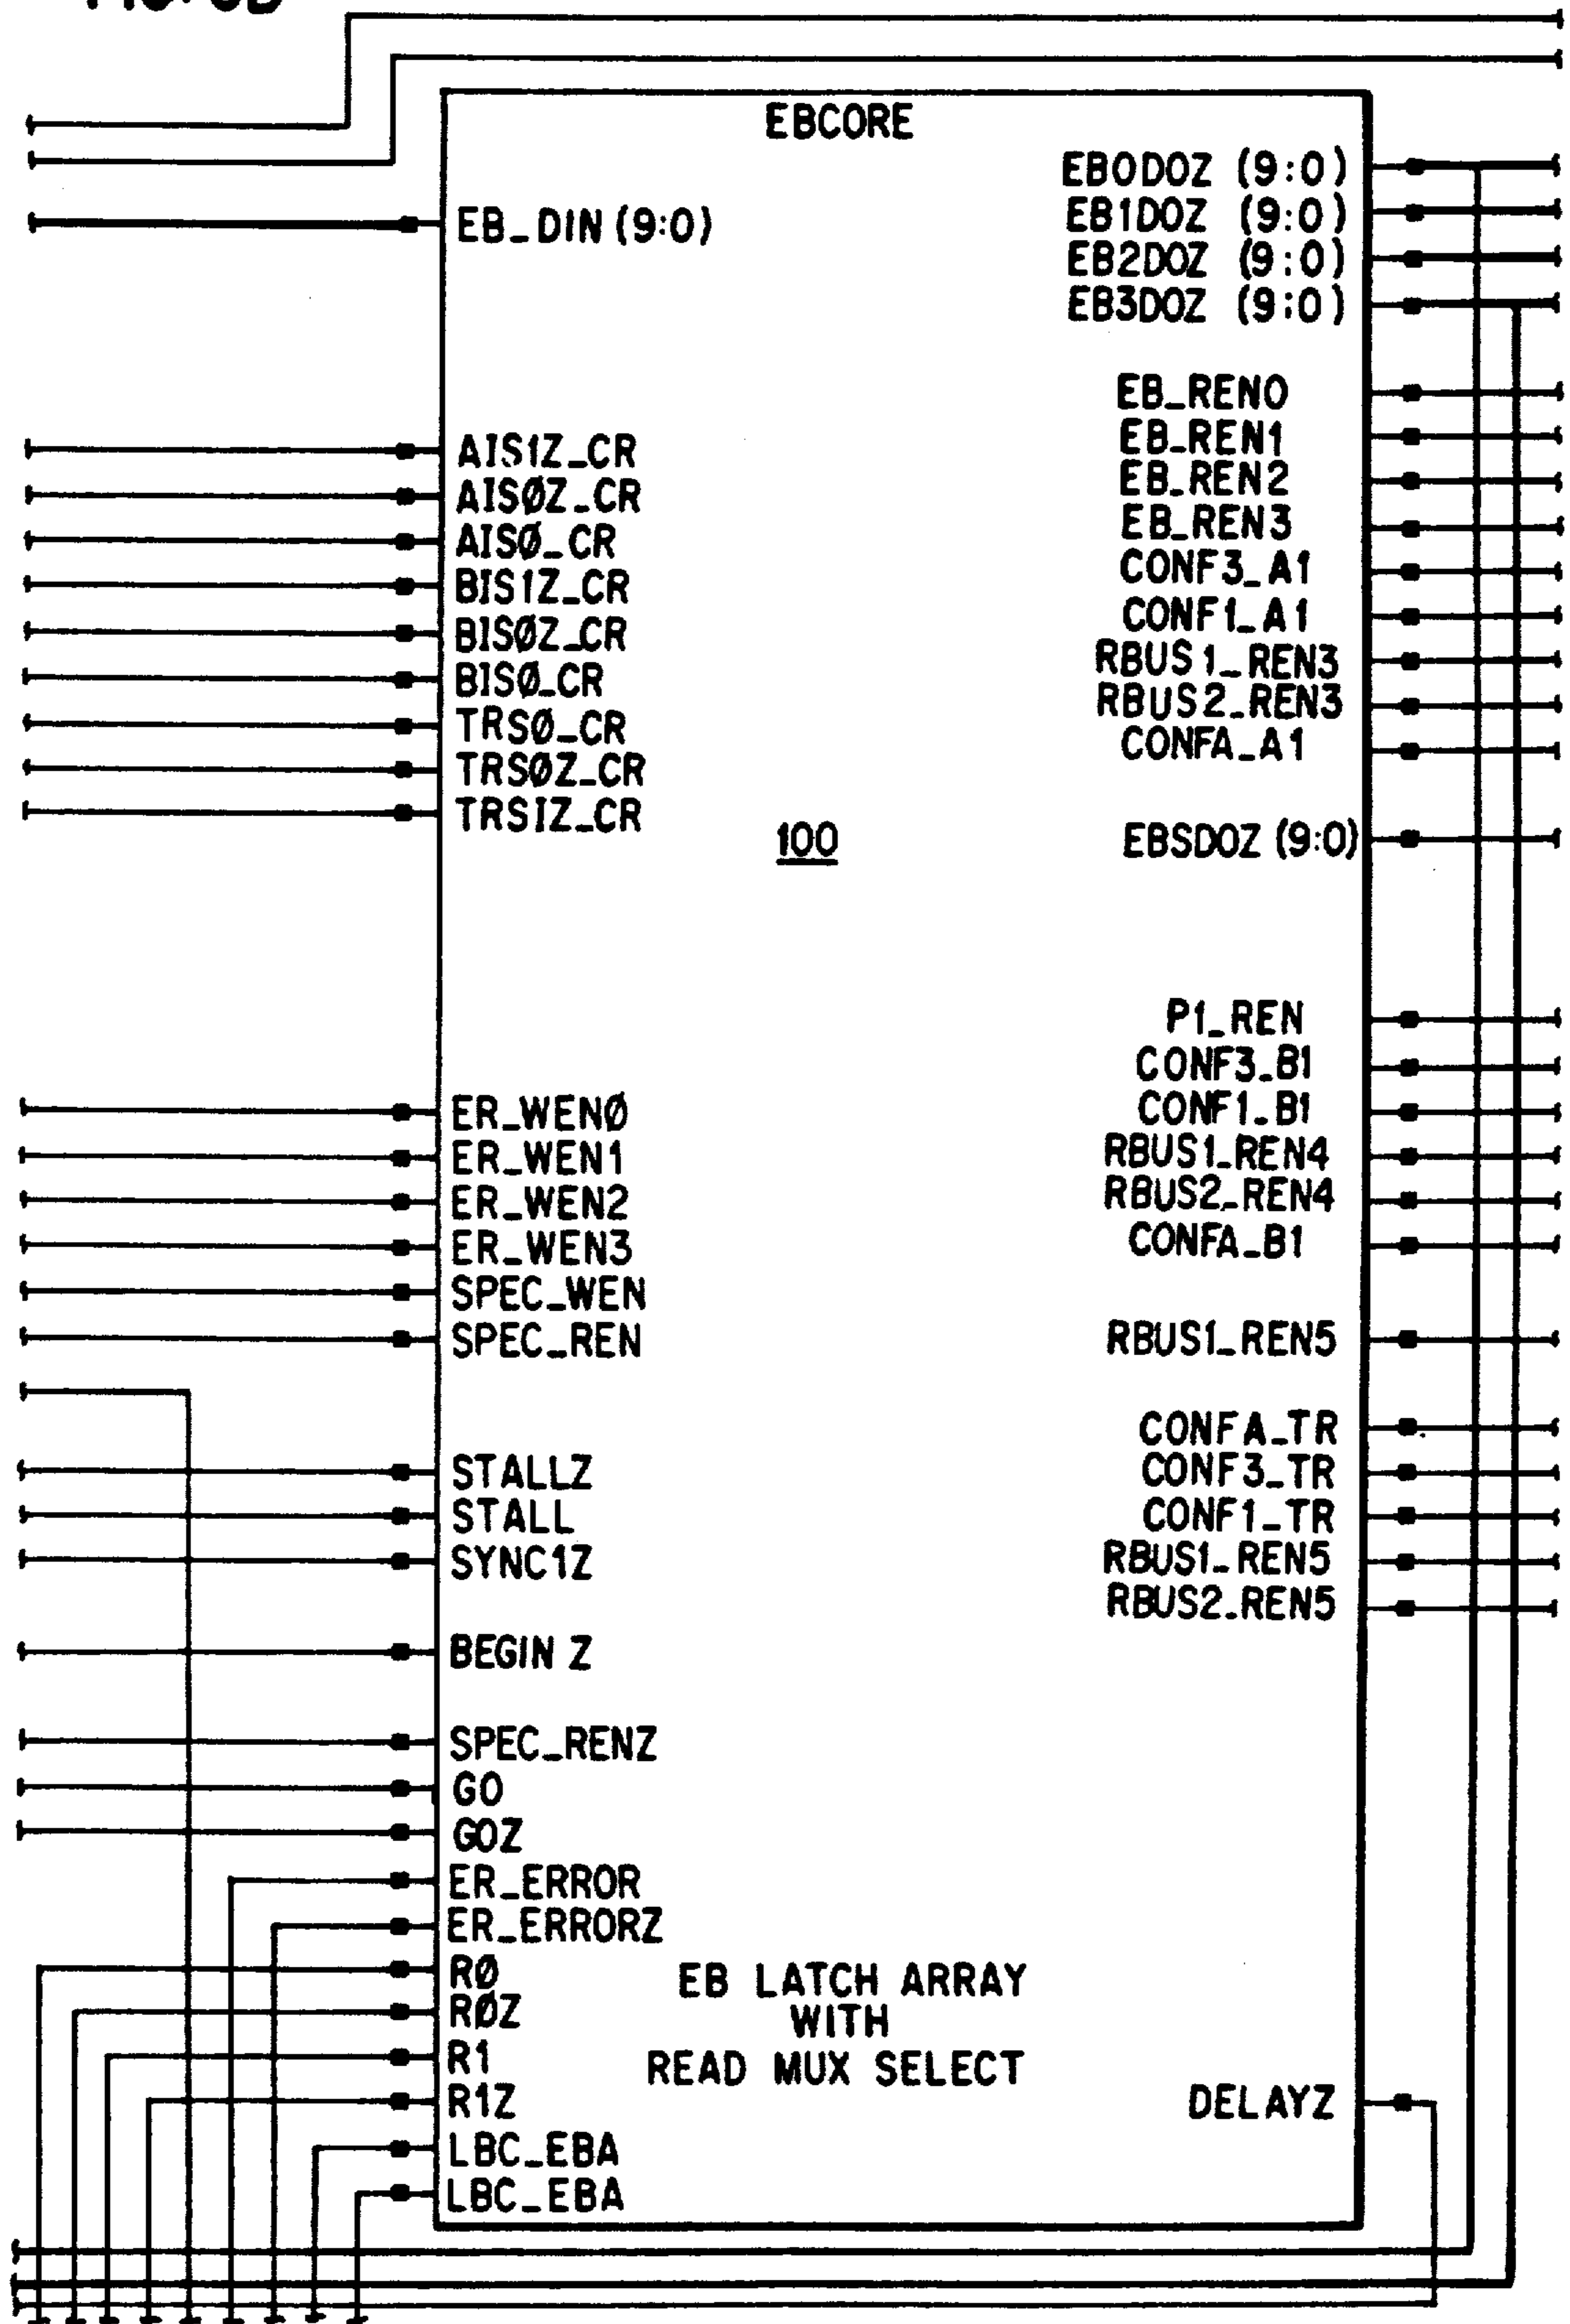 EBCORE
EB_DIN (9:0)
AIS1Z_CR
AISØZ_CR
AISØ_CR
BIS1Z_CR
BISØZ_CR
BISØ_CR
TRSØ_CR
TRSØZ_CR
TRSIZ_CR
ER_WENØ
ER_WEN1
ER_WEN2
ER_WEN3
SPEC_WEN
SPEC_REN
STALLZ
STALL
SYNC1Z
BEGIN Z
SPEC_RENZ
GO
GOZ
ER_ERROR
ER_ERRORZ
RØ
RØZ
R1
R1Z
LBC_EBA
LBC_EBA
100
EB LATCH ARRAY
WITH
READ MUX SELECT
EB0DOZ (9:0)
EB1DOZ (9:0)
EB2DOZ (9:0)
EB3DOZ (9:0)
EB_REN0
EB_REN1
EB_REN2
EB_REN3
CONF3_A1
CONF1_A1
RBUS1_REN3
RBUS2_REN3
CONFA_A1
EBSDOZ (9:0)
P1_REN
CONF3_B1
CONF1_B1
RBUS1_REN4
RBUS2_REN4
CONFA_B1
RBUS1_REN5
CONFA_TR
CONF3_TR
CONF1_TR
RBUS1_REN5
RBUS2_REN5
DELAYZ